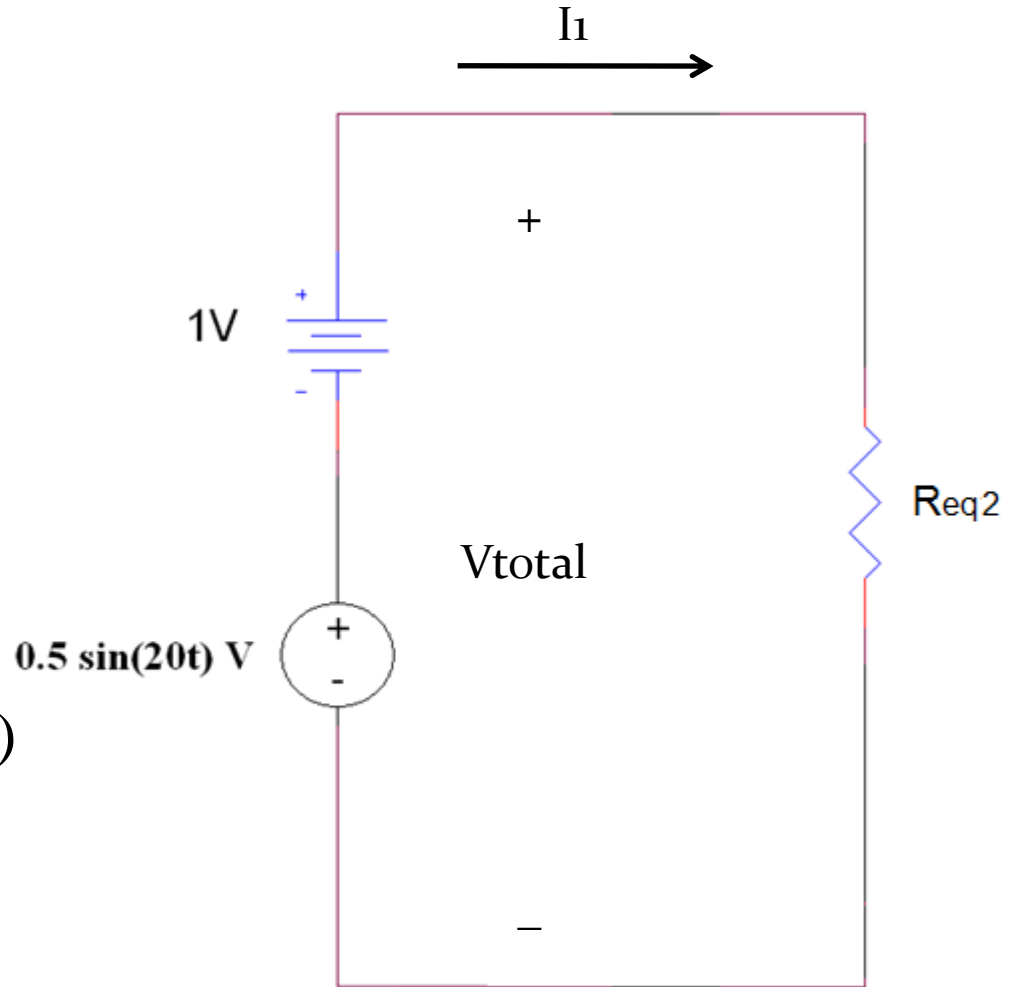 I1
+
+
1V
-
Req2
Vtotal
+
0.5 sin(20t) V
-
)
–